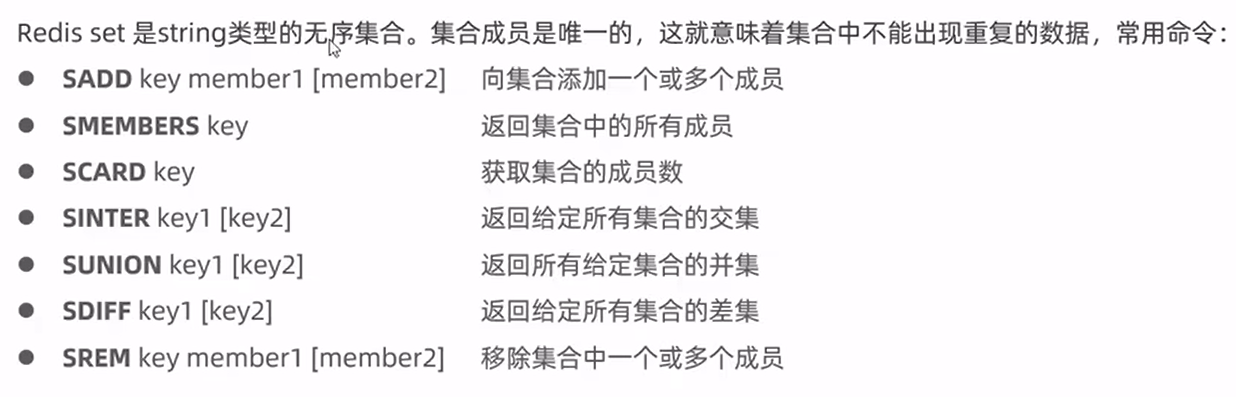 Redis set 是string类型的无序集合。集合成员是唯一的，这就意味着集合中不能出现重复的数据，常用命令：
● SADD key member1 [member2] 向集合添加一个或多个成员
● SMEMBERS key 返回集合中的所有成员
● SCARD key 获取集合的成员数
● SINTER key1 [key2] 返回给定所有集合的交集
● SUNION key1 [key2] 返回所有给定集合的并集
● SDIFF key1 [key2] 返回给定所有集合的差集
● SREM key member1 [member2] 移除集合中一个或多个成员